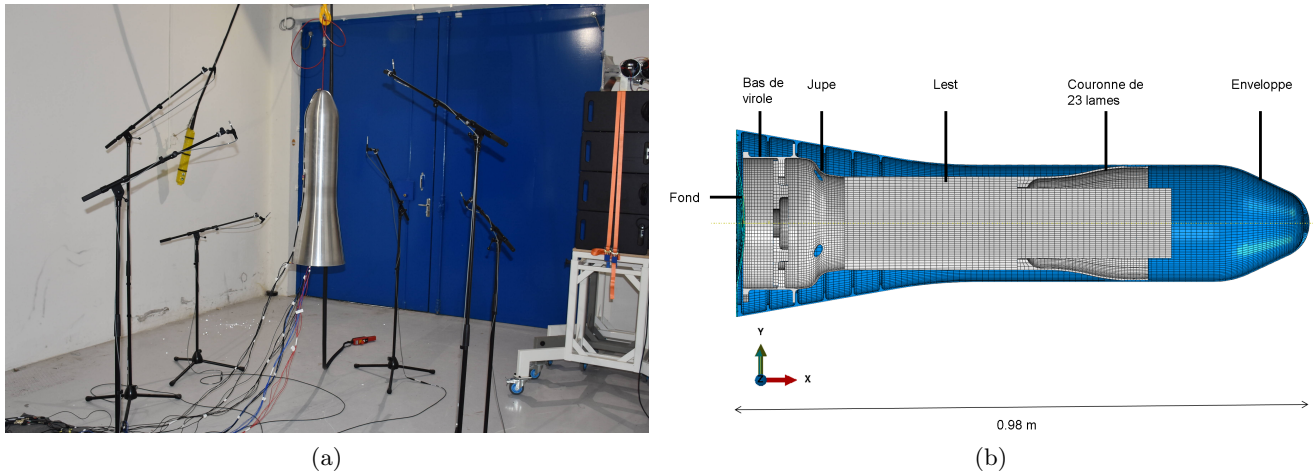 Bas de
virole
Jupe
Lest
Couronne de
23 lames
Enveloppe
Fond
Y
Z
X
0.98 m
(a)
(b)